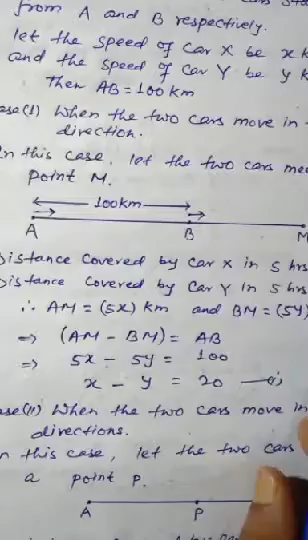 from A and B respectively.
let the speed of car X be x
and the speed of car Y be y
Then AB = 100 km
When the two cars move in
direction.
In this case, let the two cars
point M.
100km
A B M
Distance covered by car X in 5 hrs
Distance covered by car Y in 5 hrs
∴ AM = (5x) km and BM = (5y)
⇒ (AM - BM) = AB
⇒ 5x - 5y = 100
x - y = 20 —(i)
(II) When the two cars move in
directions.
In this case, let the two cars
a point P.
A P